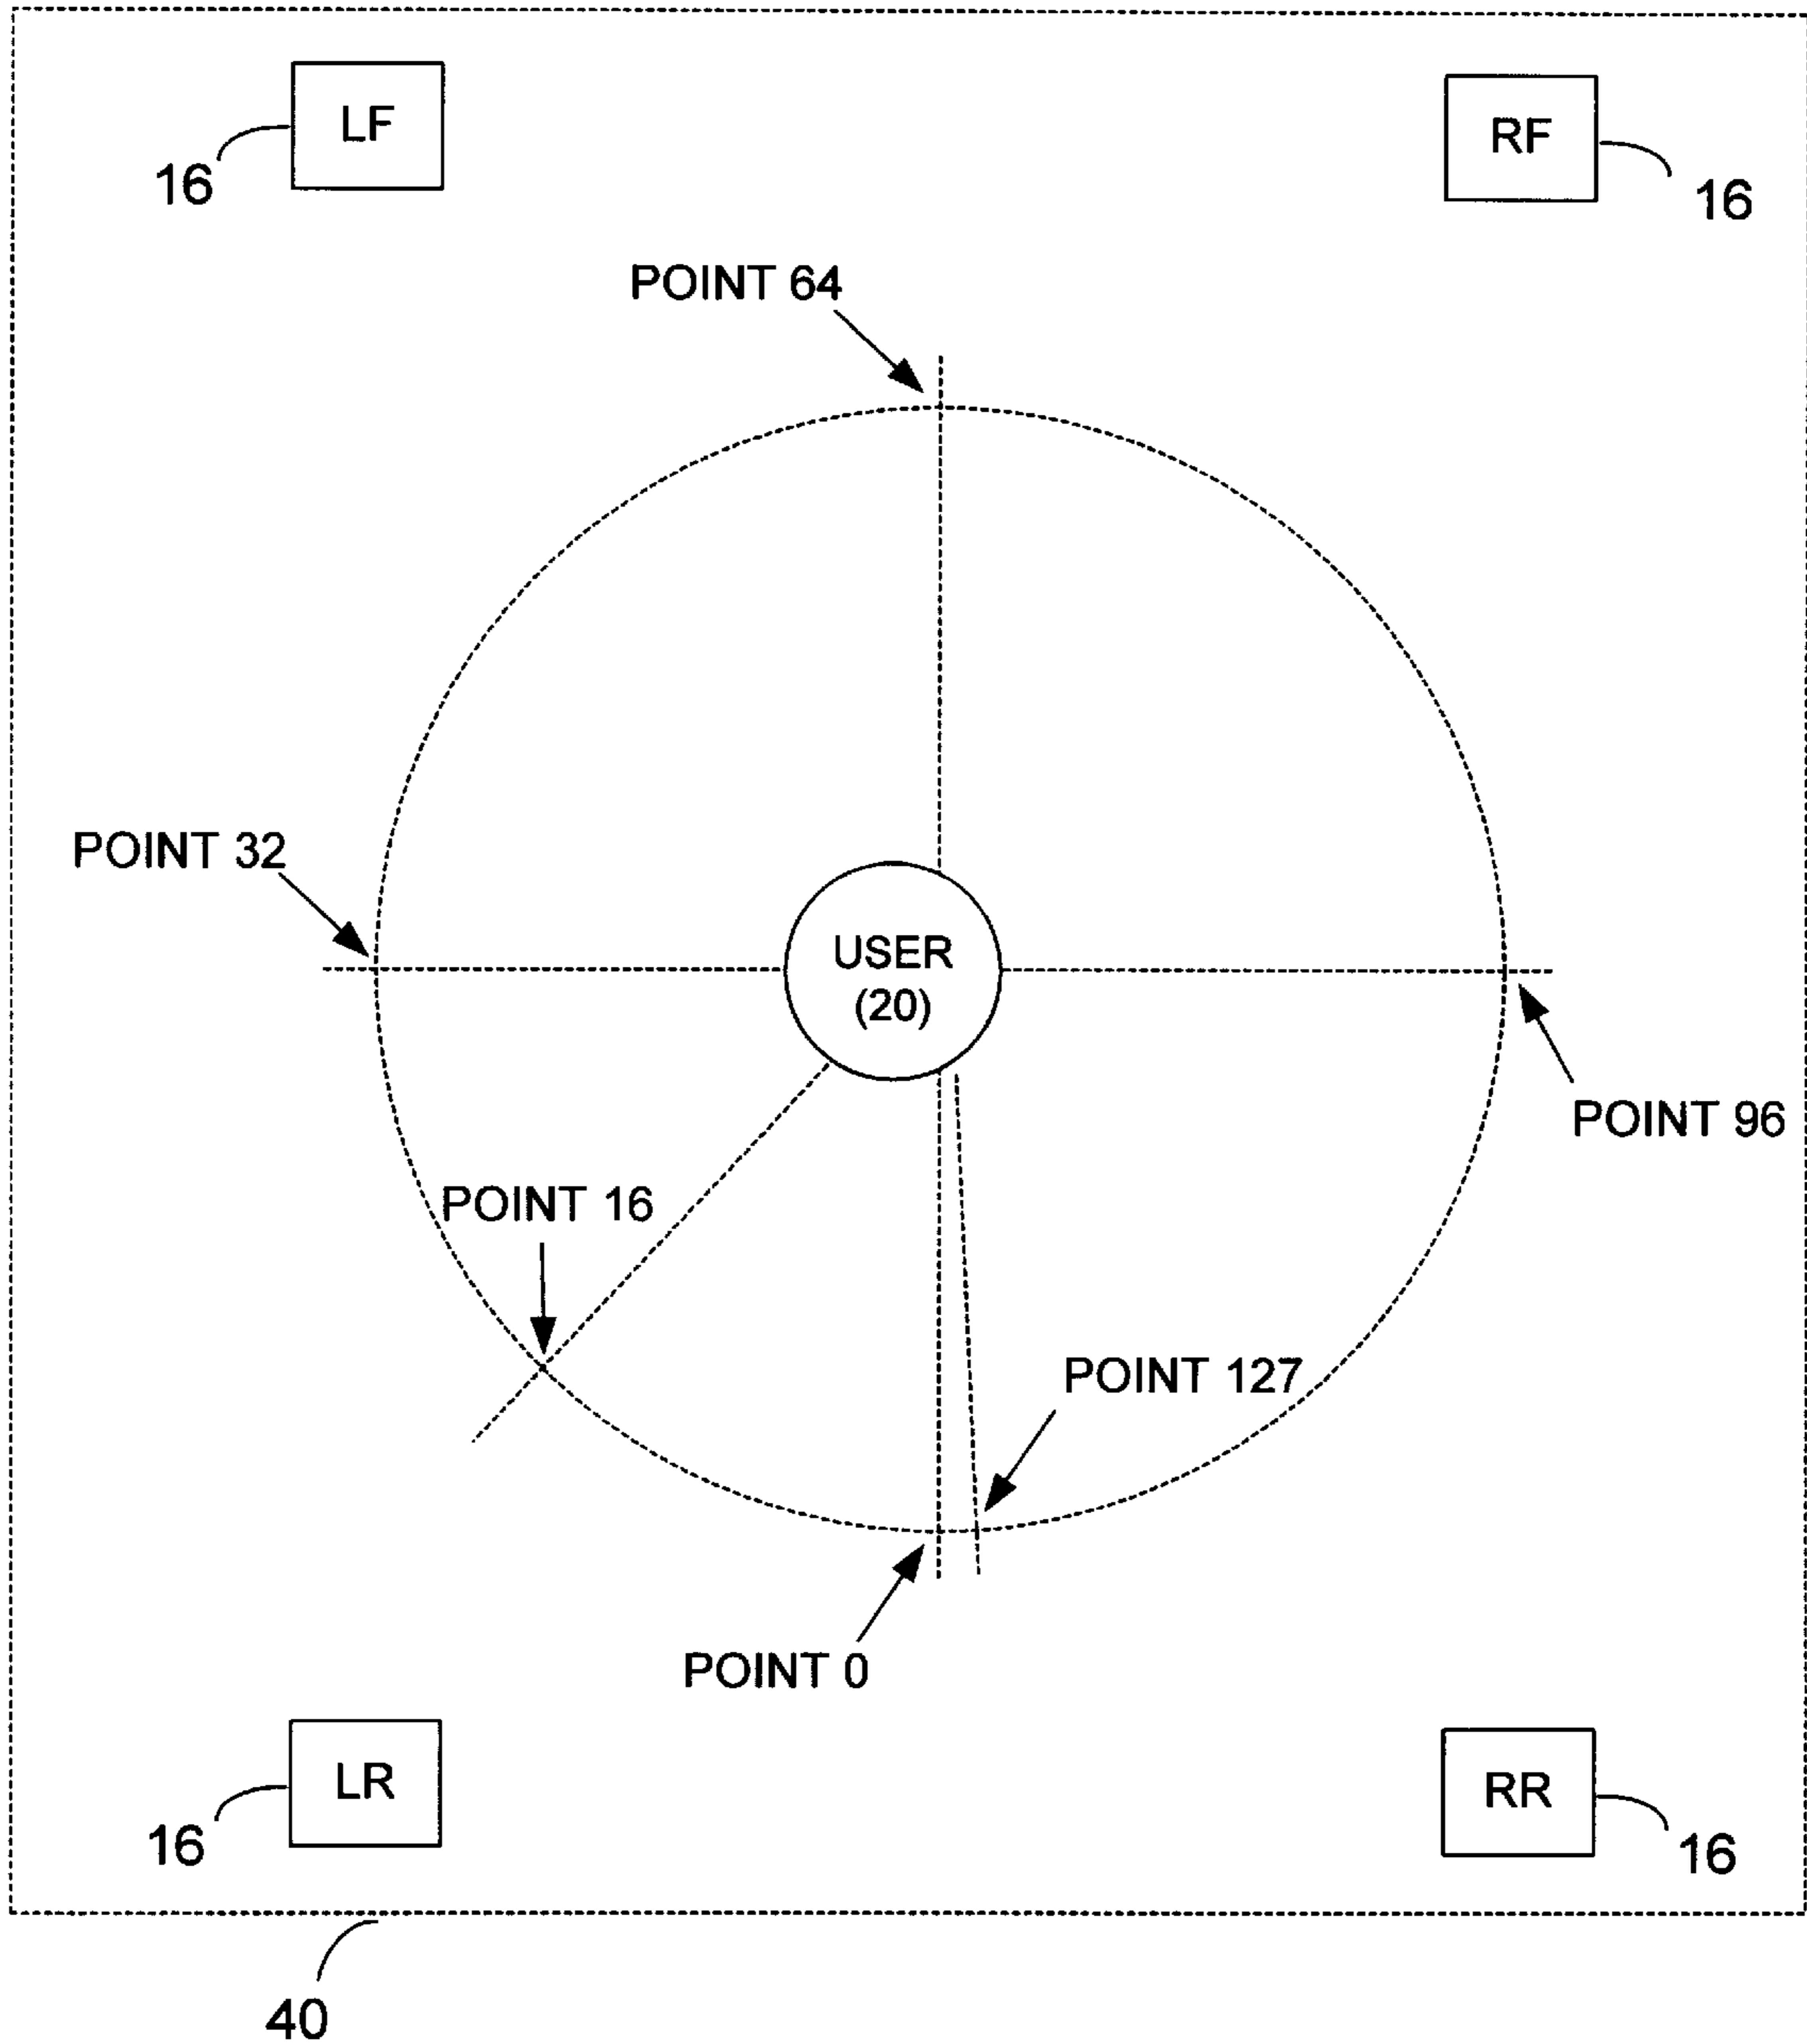 LF
RF
16
16
POINT 64
POINT 32
USER
(20)
POINT 96
POINT 16
POINT 127
POINT 0
LR
RR
16
16
40